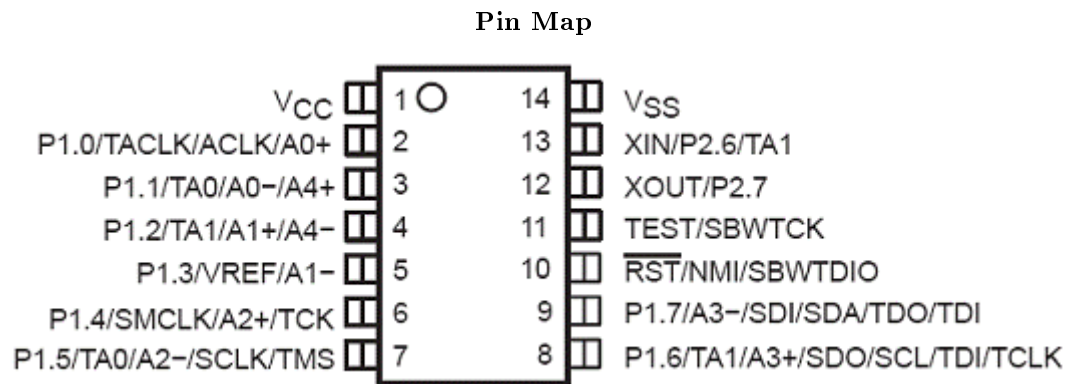 Pin Map
VCC 1 14 VSS
P1.0/TACLK/ACLK/A0+ 2 13 XIN/P2.6/TA1
P1.1/TA0/A0−/A4+ 3 12 XOUT/P2.7
P1.2/TA1/A1+/A4− 4 11 TEST/SBWTCK
P1.3/VREF/A1− 5 10 RST/NMI/SBWTDIO
P1.4/SMCLK/A2+/TCK 6 9 P1.7/A3−/SDI/SDA/TDO/TDI
P1.5/TA0/A2−/SCLK/TMS 7 8 P1.6/TA1/A3+/SDO/SCL/TDI/TCLK